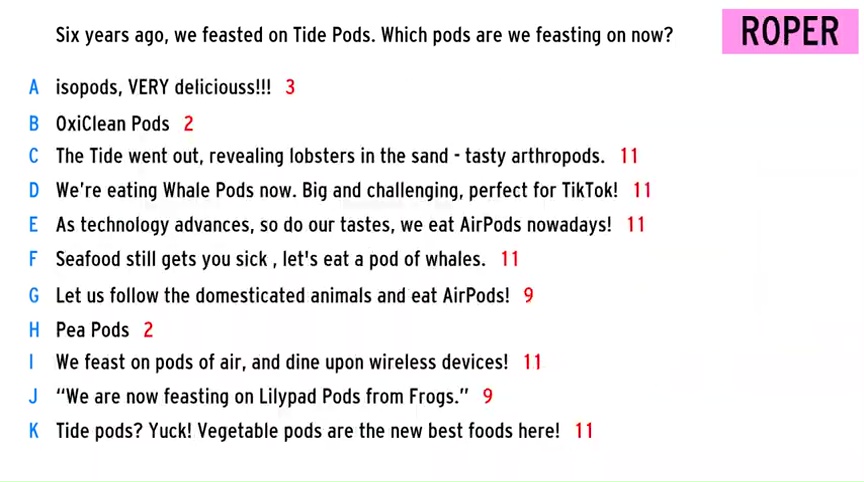 Six years ago, we feasted on Tide Pods. Which pods are we feasting on now?
ROPER
A isopods, VERY deliciouss!!! 3
B OxiClean Pods 2
C The Tide went out, revealing lobsters in the sand - tasty arthropods. 11
D We're eating Whale Pods now. Big and challenging, perfect for TikTok! 11
E As technology advances, so do our tastes, we eat AirPods nowadays! 11
F Seafood still gets you sick , let's eat a pod of whales. 11
G Let us follow the domesticated animals and eat AirPods! 9
H Pea Pods 2
I We feast on pods of air, and dine upon wireless devices! 11
J “We are now feasting on Lilypad Pods from Frogs.” 9
K Tide pods? Yuck! Vegetable pods are the new best foods here! 11